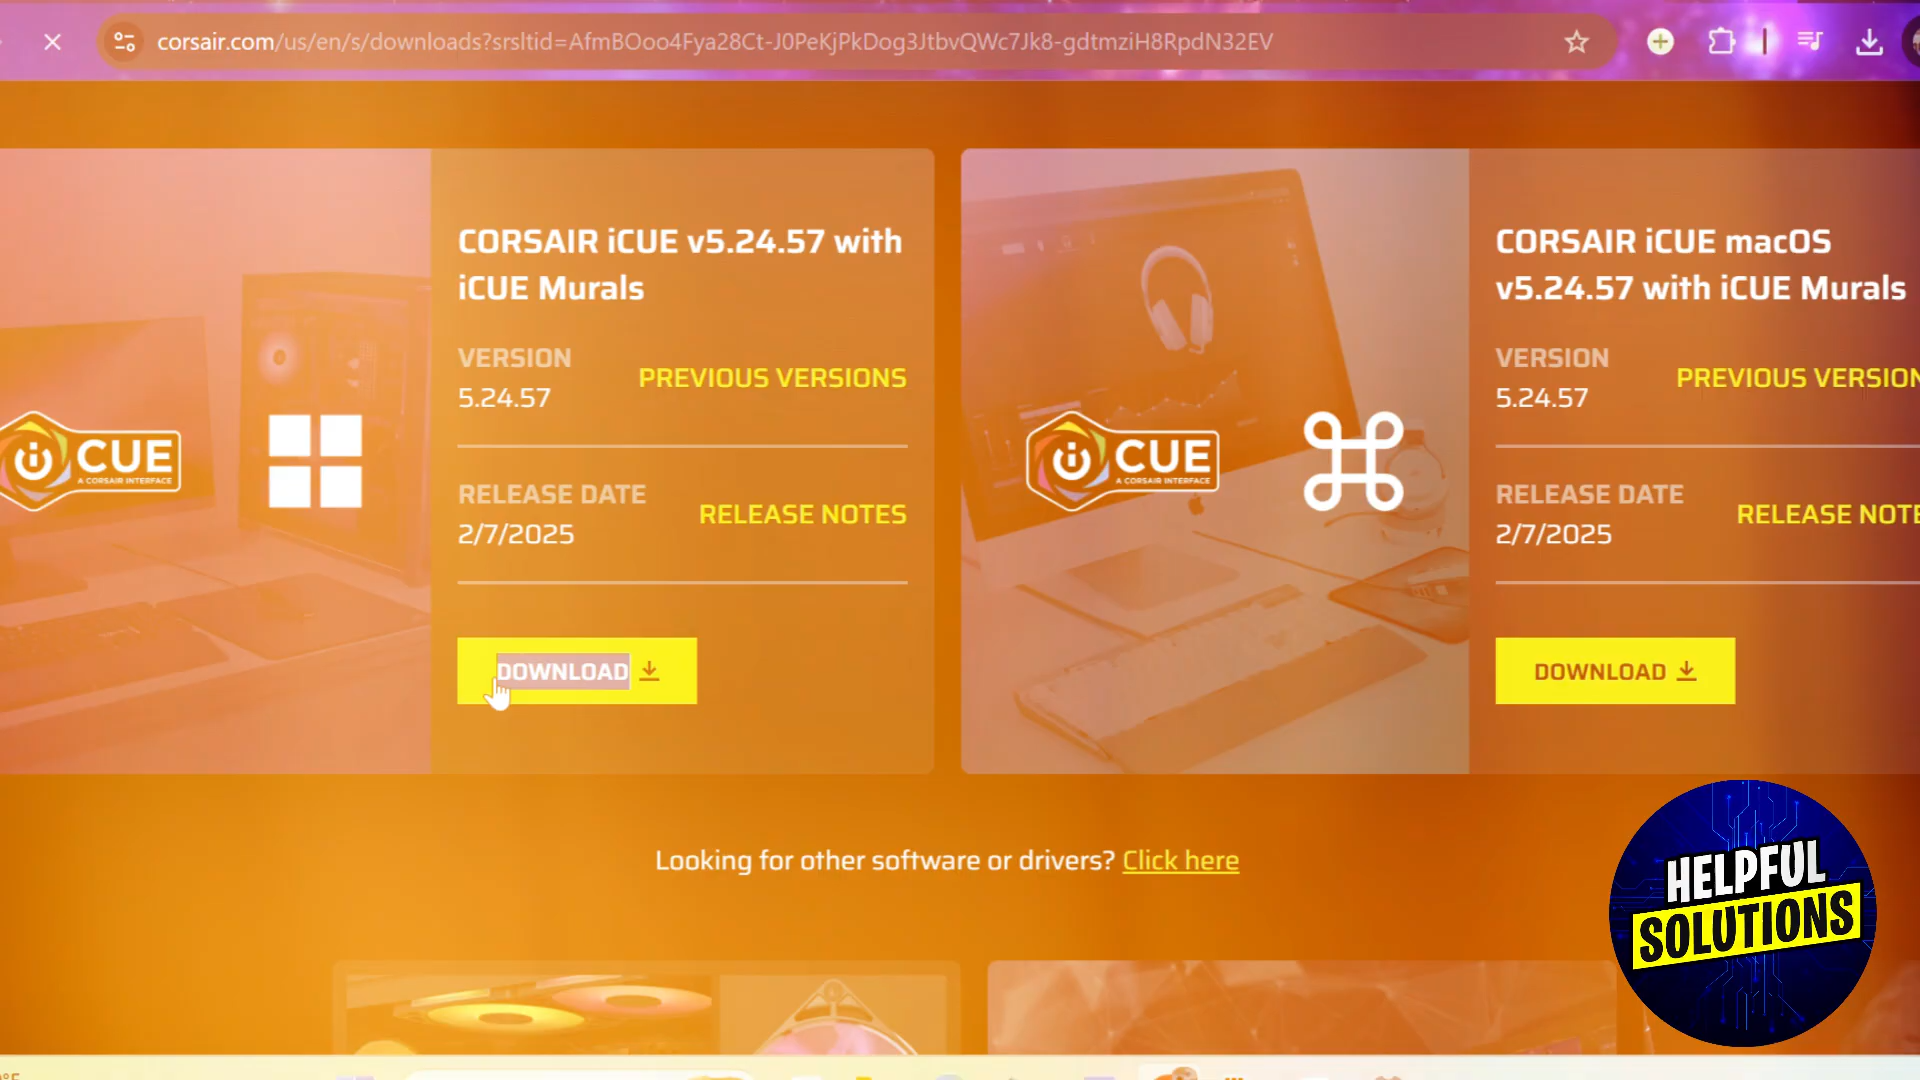 corsair.com/us/en/s/downloads?srsltid=AfmBOoo4Fya28Ct-J0PeKjPkDog3JtbvQWc7Jk8-gdtmziH8RpdN32EV
CORSAIR iCUE v5.24.57 with
iCUE Murals
VERSION
5.24.57
PREVIOUS VERSIONS
RELEASE DATE
2/7/2025
RELEASE NOTES
DOWNLOAD
iCUE
A CORSAIR INTERFACE
CORSAIR iCUE macOS
v5.24.57 with iCUE Murals
VERSION
5.24.57
PREVIOUS VERSION
RELEASE DATE
2/7/2025
RELEASE NOTE
DOWNLOAD
iCUE
A CORSAIR INTERFACE
Looking for other software or drivers? Click here
HELPFUL
SOLUTIONS